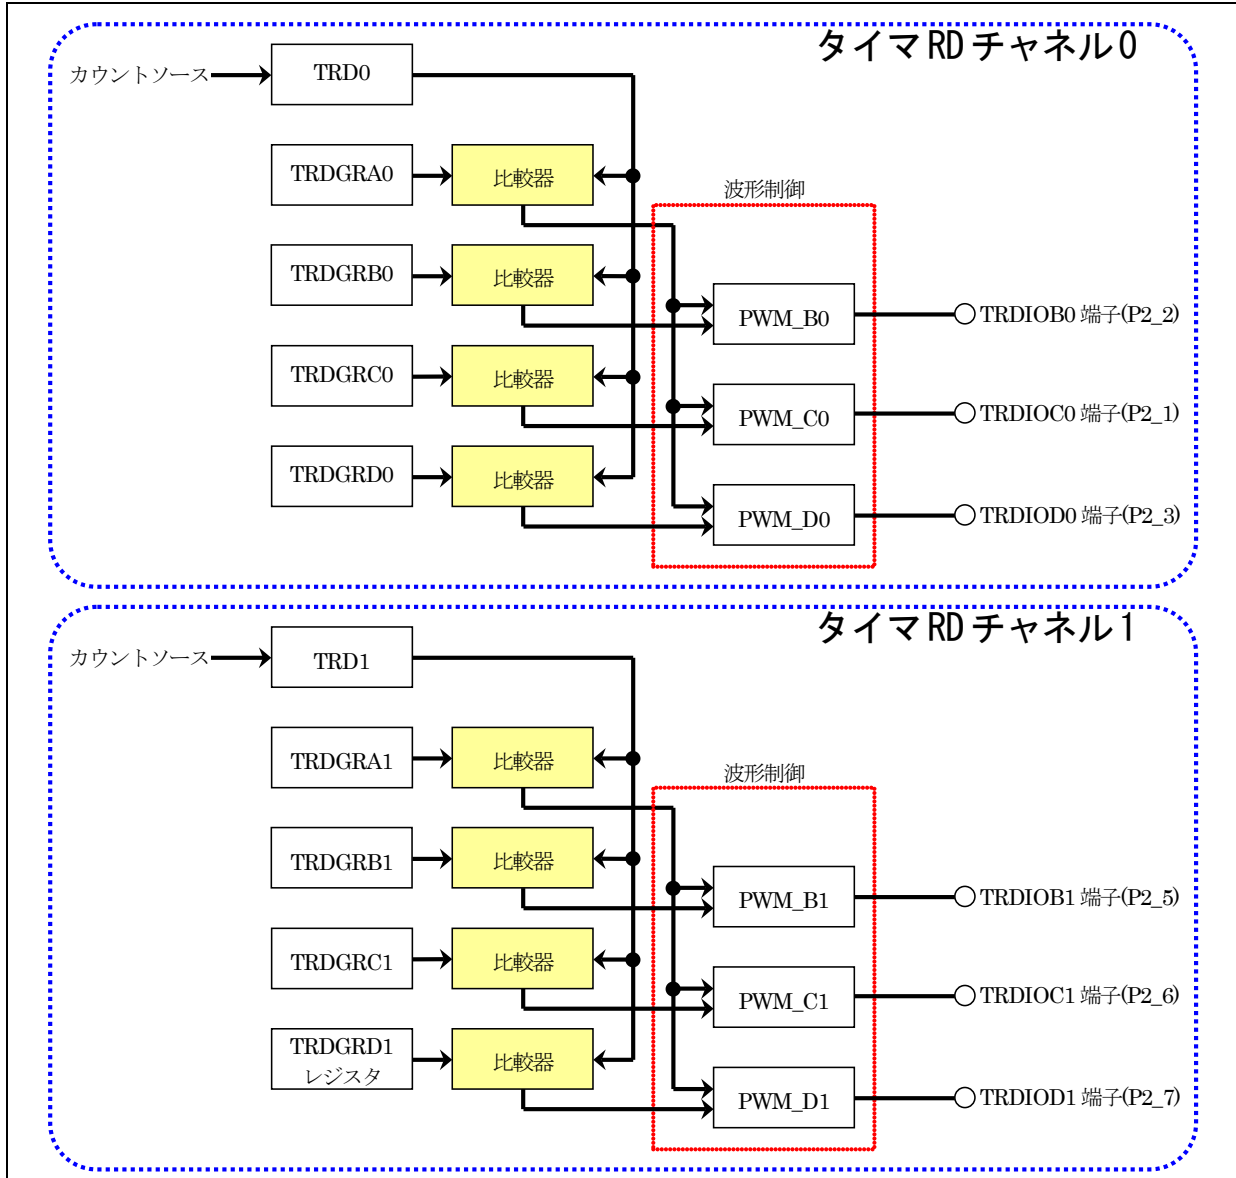 タイマ RD チャネル 0
カウントソース
TRD0
TRDGRA0
比較器
波形制御
TRDGRB0
比較器
PWM_B0
TRDIOB0 端子(P2_2)
TRDGRC0
比較器
PWM_C0
TRDIOC0 端子(P2_1)
TRDGRD0
比較器
PWM_D0
TRDIOD0 端子(P2_3)
タイマ RD チャネル 1
カウントソース
TRD1
TRDGRA1
比較器
波形制御
TRDGRB1
比較器
PWM_B1
TRDIOB1 端子(P2_5)
TRDGRC1
比較器
PWM_C1
TRDIOC1 端子(P2_6)
TRDGRD1
レジスタ
比較器
PWM_D1
TRDIOD1 端子(P2_7)